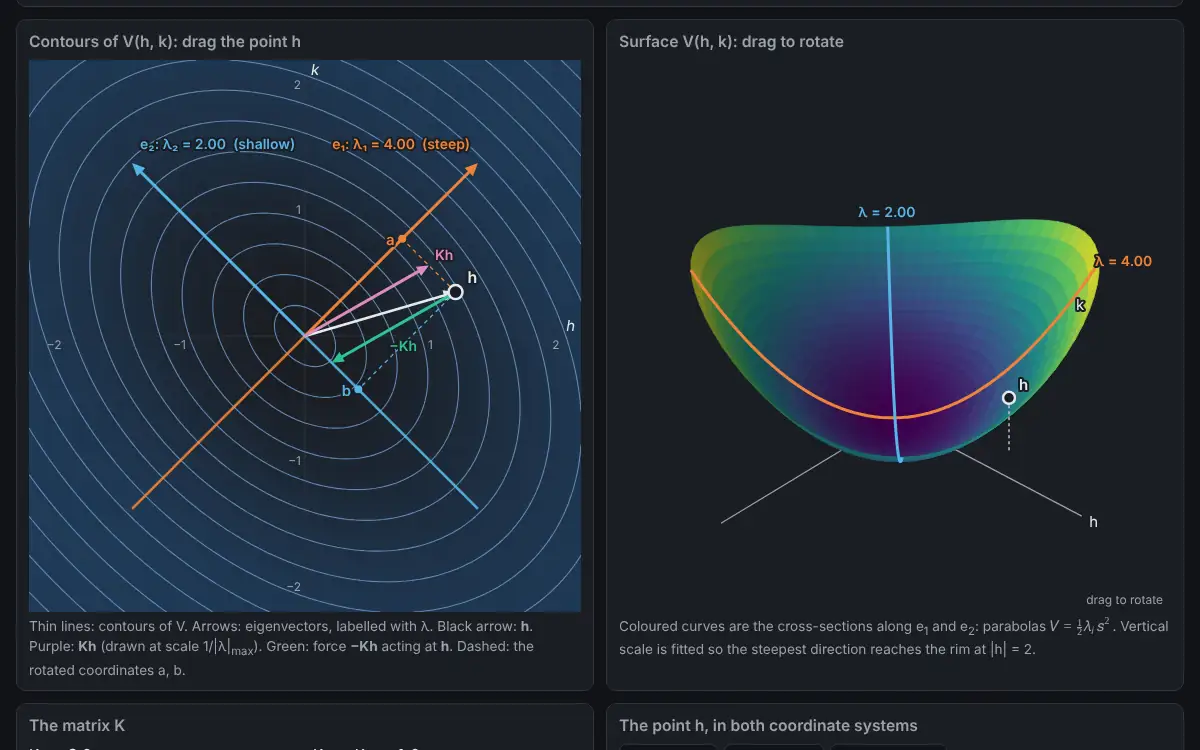 Contours of V(h, k): drag the point h
k
2
e₂: λ₂ = 2.00 (shallow)
e₁: λ₁ = 4.00 (steep)
1
a
Kh
h
h
−2
−1
−Kh
1
2
b
−1
−2
Thin lines: contours of V. Arrows: eigenvectors, labelled with λ. Black arrow: h.
Purple: Kh (drawn at scale 1/|λ|max). Green: force −Kh acting at h. Dashed: the
rotated coordinates a, b.
Surface V(h, k): drag to rotate
λ = 2.00
λ = 4.00
k
h
h
drag to rotate
Coloured curves are the cross-sections along e₁ and e₂: parabolas V = ½λᵢs². Vertical
scale is fitted so the steepest direction reaches the rim at |h| = 2.
The matrix K
The point h, in both coordinate systems